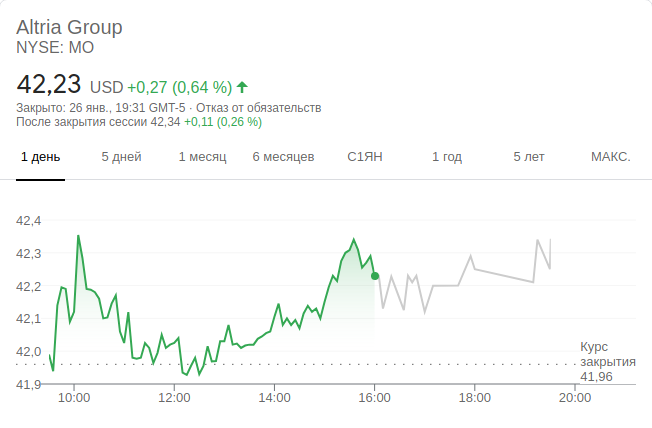 Altria Group
NYSE: MO
42,23 USD +0,27 (0,64 %)
Закрыто: 26 янв., 19:31 GMT-5 · Отказ от обязательств
После закрытия сессии 42,34 +0,11 (0,26 %)
1 день 5 дней 1 месяц 6 месяцев С1ЯН 1 год 5 лет МАКС.
42,4
42,3
42,2
42,1
42,0
41,9
Курс
закрытия
41,96
10:00 12:00 14:00 16:00 18:00 20:00